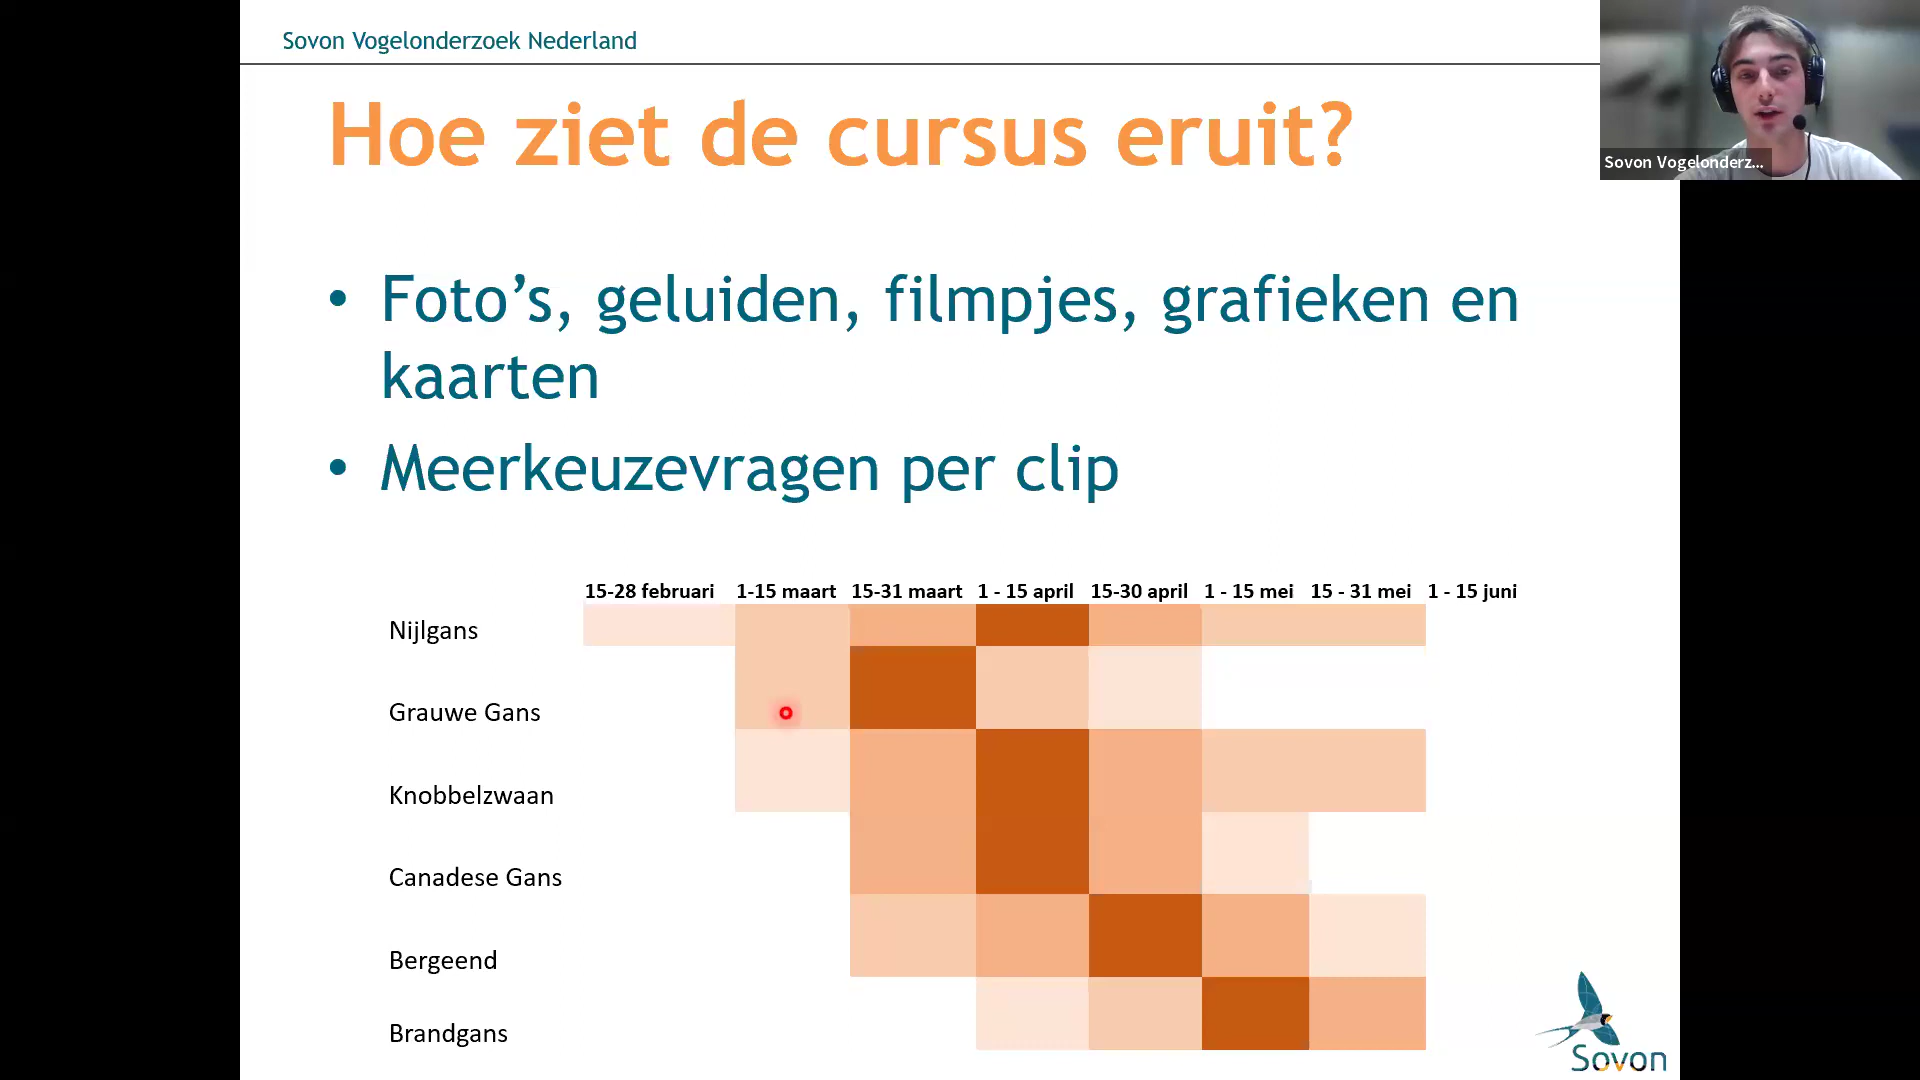 Sovon Vogelonderzoek Nederland
Sovon Vogelonderz...
Hoe ziet de cursus eruit?
• Foto’s, geluiden, filmpjes, grafieken en
kaarten
• Meerkeuzevragen per clip
15-28 februari 1-15 maart 15-31 maart 1 - 15 april 15-30 april 1 - 15 mei 15 - 31 mei 1 - 15 juni
Nijlgans
Grauwe Gans
Knobbelzwaan
Canadese Gans
Bergeend
Brandgans
Sovon